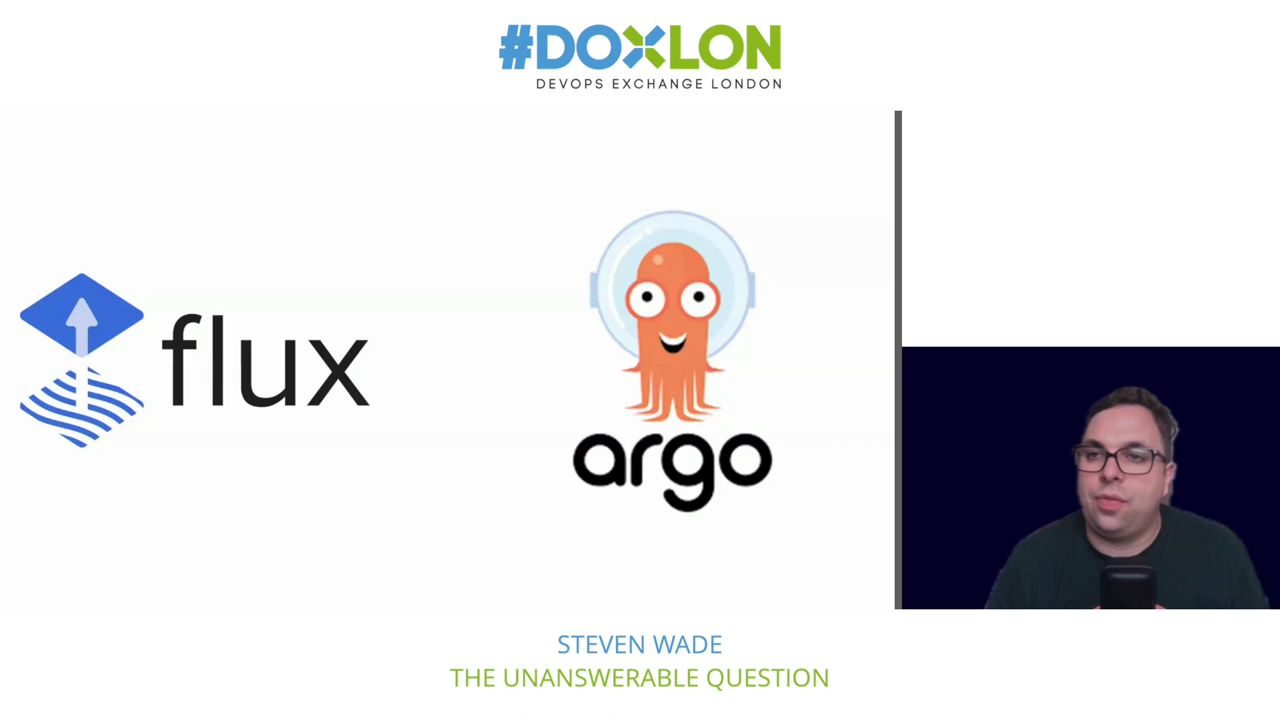 #DOXLON
DEVOPS EXCHANGE LONDON
flux
argo
STEVEN WADE
THE UNANSWERABLE QUESTION